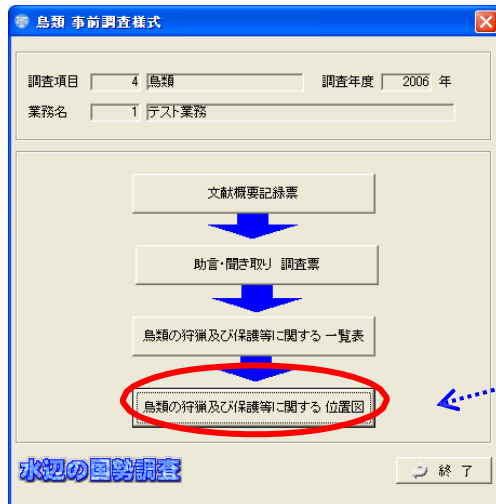 鳥類 事前調査様式
調査項目 4 鳥類 調査年度 2006 年
業務名 1 テスト業務
文献概要記録票
助言・聞き取り 調査票
鳥類の狩猟及び保護等に関する 一覧表
鳥類の狩猟及び保護等に関する 位置図
水辺の国勢調査 終 了